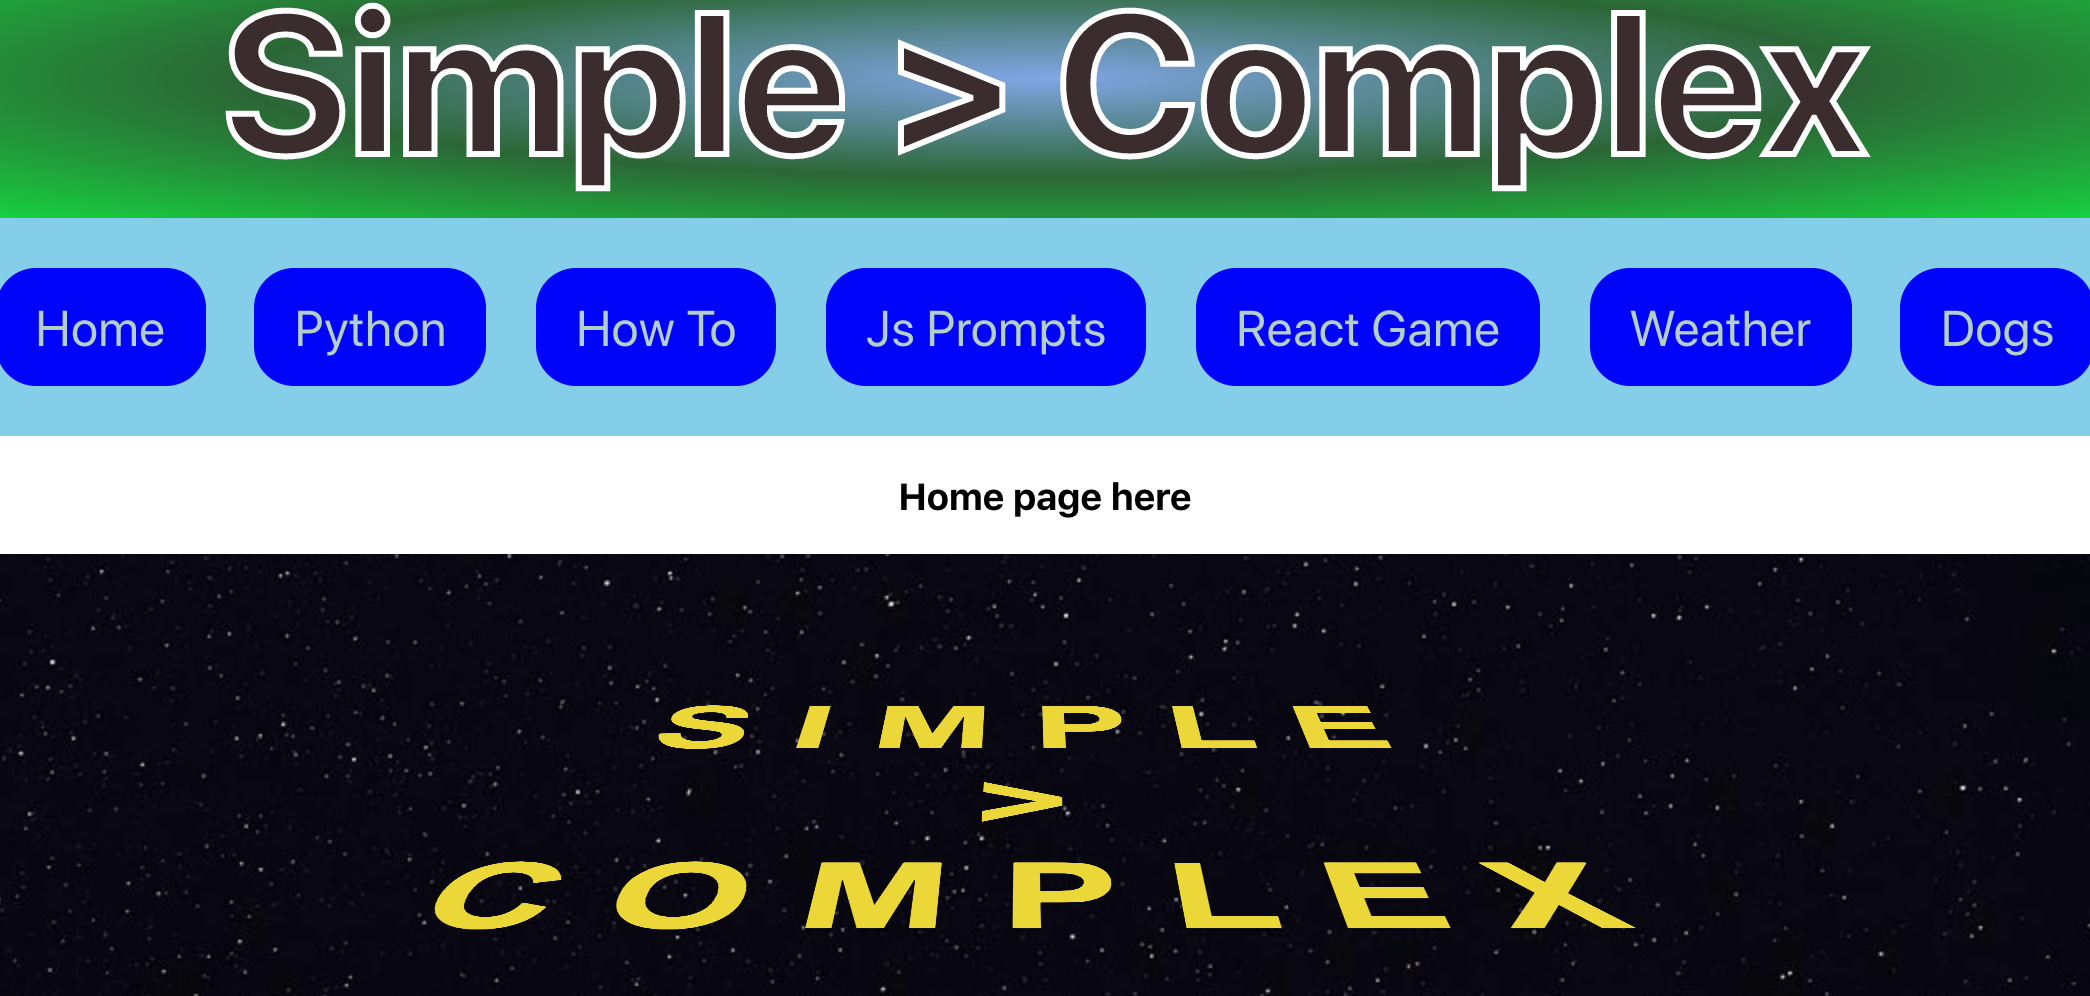 Simple > Complex
Home Python How To Js Prompts React Game Weather Dogs
Home page here
SIMPLE
>
COMPLEX